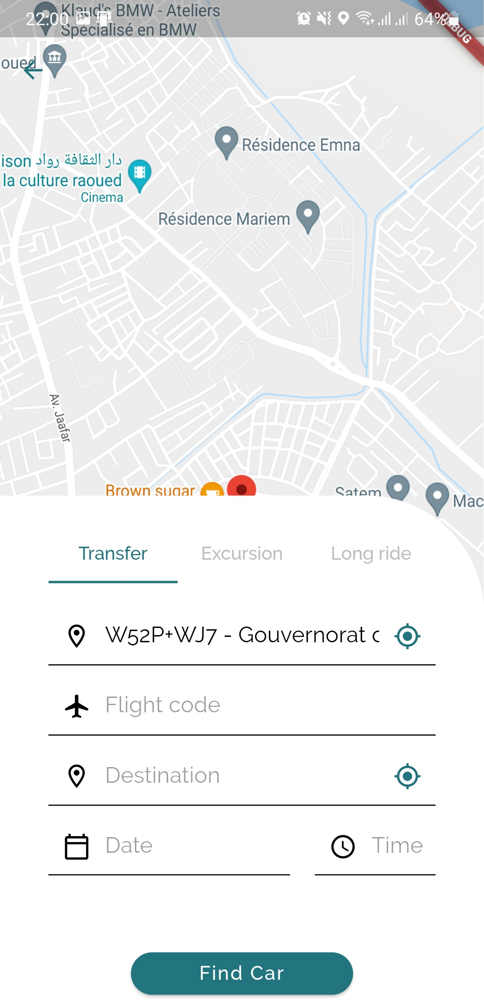 Klaud's BMW - Ateliers
22:00
64%
Spécialisé en BMW
DEBUG
oued
Résidence Emna
ison دار الثقافة رواد
la culture raoued
Cinema
Résidence Mariem
Av. Jaafar
Brown sugar
Satem
Mac
Transfer Excursion Long ride
W52P+WJ7 - Gouvernorat
Flight code
Destination
Date Time
Find Car